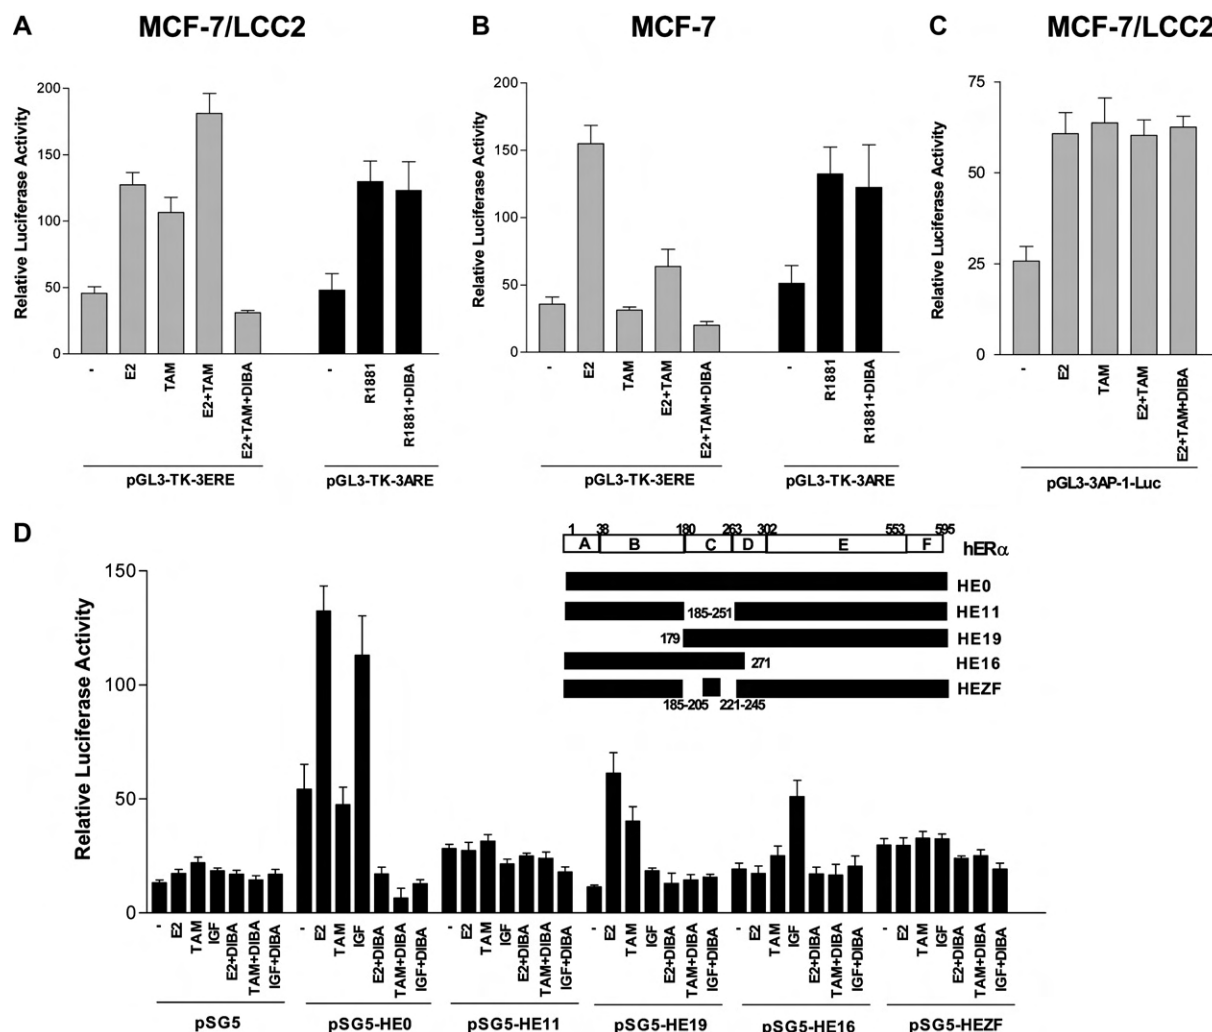 A MCF-7/LCC2
Relative Luciferase Activity
200
150
100
50
0
-
E2
TAM
E2+TAM
E2+TAM+DIBA
-
R1881
R1881+DIBA
pGL3-TK-3ERE
pGL3-TK-3ARE
B MCF-7
Relative Luciferase Activity
200
150
100
50
0
-
E2
TAM
E2+TAM
E2+TAM+DIBA
-
R1881
R1881+DIBA
pGL3-TK-3ERE
pGL3-TK-3ARE
C MCF-7/LCC2
Relative Luciferase Activity
75
50
25
0
-
E2
TAM
E2+TAM
E2+TAM+DIBA
pGL3-3AP-1-Luc
D
1 38 180 263 302 553 595
A B C D E F hERα
HE0
185-251 HE11
179 HE19
271 HE16
HEZF
185-205 221-245
Relative Luciferase Activity
150
100
50
0
-
E2
TAM
IGF
E2+DIBA
TAM+DIBA
IGF+DIBA
-
E2
TAM
IGF
E2+DIBA
TAM+DIBA
IGF+DIBA
-
E2
TAM
IGF
E2+DIBA
TAM+DIBA
IGF+DIBA
-
E2
TAM
IGF
E2+DIBA
TAM+DIBA
IGF+DIBA
-
E2
TAM
IGF
E2+DIBA
TAM+DIBA
IGF+DIBA
-
E2
TAM
IGF
E2+DIBA
TAM+DIBA
IGF+DIBA
pSG5
pSG5-HE0
pSG5-HE11
pSG5-HE19
pSG5-HE16
pSG5-HEZF